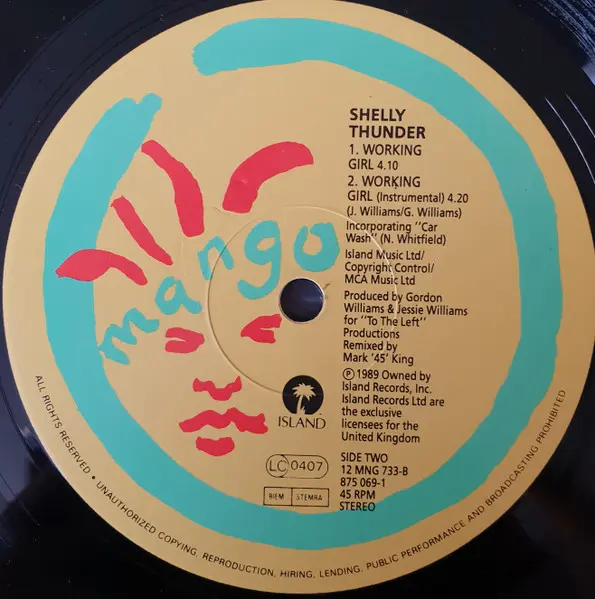 mango
SHELLY
THUNDER
1. WORKING
GIRL 4.10
2. WORKING
GIRL (Instrumental) 4.20
(J. Williams/G. Williams)
Incorporating "Car
Wash" (N. Whitfield)
Island Music Ltd/
Copyright Control/
MCA Music Ltd
Produced by Gordon
Williams & Jessie Williams
for "To The Left"
Productions
Remixed by
Mark '45' King
Ⓟ 1989 Owned by
Island Records, Inc.
Island Records Ltd are
the exclusive
licensees for the
United Kingdom
ISLAND
LC 0407
BIEM STEMRA
SIDE TWO
12 MNG 733-B
875 069-1
45 RPM
STEREO
ALL RIGHTS RESERVED • UNAUTHORIZED COPYING, REPRODUCTION, HIRING, LENDING, PUBLIC PERFORMANCE AND BROADCASTING PROHIBITED